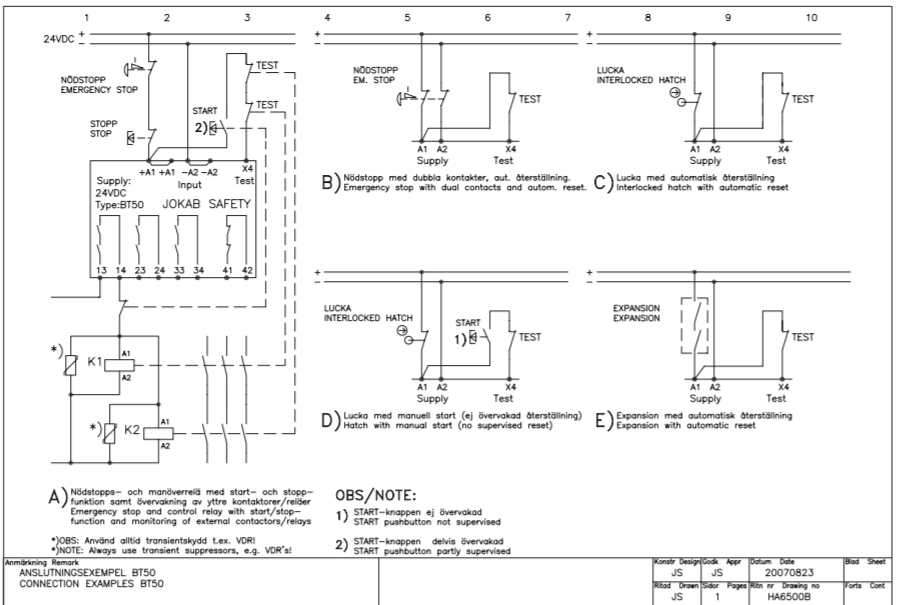 1 2 3 4 5 6 7 8 9 10
24VDC + -
NÖDSTOPP
EMERGENCY STOP
TEST
TEST
STOPP
STOP
START
2)
+A1 +A1 -A2 -A2 X4
Supply: Input Test
24VDC
Type:BT50 JOKAB SAFETY
13 14 23 24 33 34 41 42
*) K1 A1 A2
*) K2 A1 A2
A) Nödstopps- och manöverrelä med start- och stopp-
funktion samt övervakning av yttre kontaktorer/reläer
Emergency stop and control relay with start/stop-
function and monitoring of external contactors/relays
*)OBS: Använd alltid transientskydd t.ex. VDR!
*)NOTE: Always use transient suppressors, e.g. VDR's!
+
-
NÖDSTOPP
EM. STOP
TEST
A1 A2 X4
Supply Test
B) Nödstopp med dubbla kontakter, aut. återställning.
Emergency stop with dual contacts and autom. reset.
LUCKA
INTERLOCKED HATCH
TEST
A1 A2 X4
Supply Test
C) Lucka med automatisk återställning
Interlocked hatch with automatic reset
+
-
LUCKA
INTERLOCKED HATCH
START
1)
TEST
A1 A2 X4
Supply Test
D) Lucka med manuell start (ej övervakad återställning)
Hatch with manual start (no supervised reset)
EXPANSION
EXPANSION
TEST
A1 A2 X4
Supply Test
E) Expansion med automatisk återställning
Expansion with automatic reset
OBS/NOTE:
1) START-knappen ej övervakad
START pushbutton not supervised
2) START-knappen delvis övervakad
START pushbutton partly supervised
Anmärkning Remark
ANSLUTNINGSEXEMPEL BT50
CONNECTION EXAMPLES BT50
Konstr Design Godk Appr Datum Date Blad Sheet
JS JS 20070823
Ritad Drawn Sidor Pages Ritn nr Drawing no Forts Cont
JS 1 HA6500B